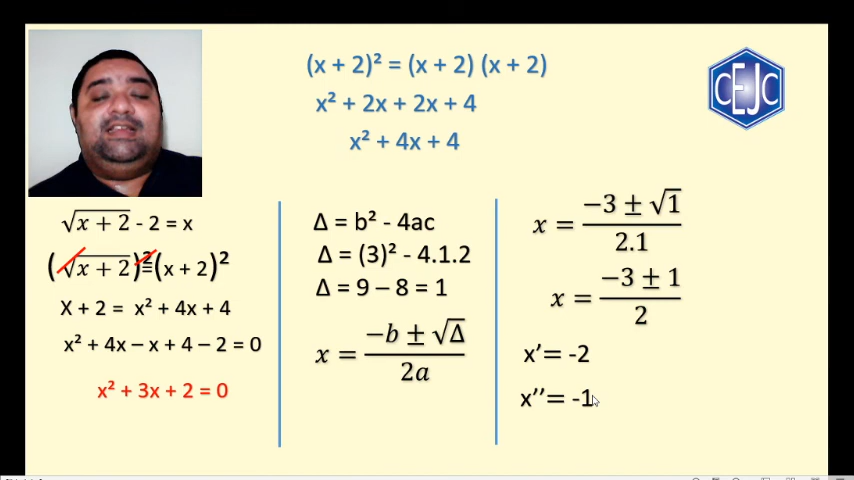 (x + 2)² = (x + 2) (x + 2)
x² + 2x + 2x + 4
x² + 4x + 4
CEJC
√x + 2 - 2 = x
(√x + 2)² = (x + 2)²
X + 2 = x² + 4x + 4
x² + 4x – x + 4 – 2 = 0
x² + 3x + 2 = 0
Δ = b² - 4ac
Δ = (3)² - 4.1.2
Δ = 9 – 8 = 1
x = −b ± √Δ / 2a
x = −3 ± √1 / 2.1
x = −3 ± 1 / 2
x’= -2
x’’= -1